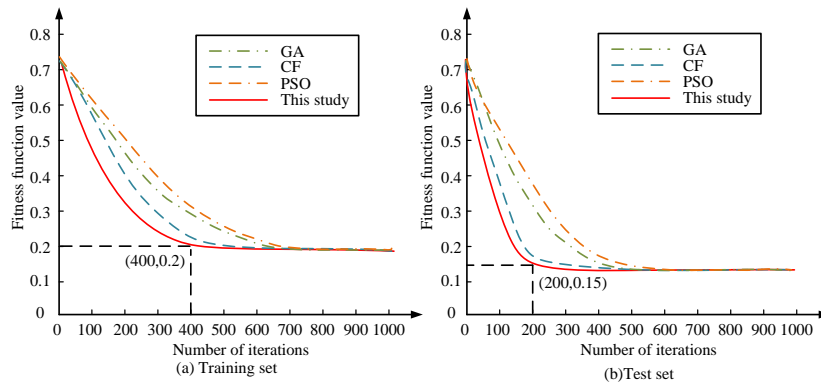 0.8
0.7
0.6
0.5
0.4
0.3
0.2
0.1
0
Fitness function value
GA
CF
PSO
This study
(400,0.2)
0 100 200 300 400 500 600 700 800 900 1000
Number of iterations
(a) Training set
0.8
0.7
0.6
0.5
0.4
0.3
0.2
0.1
0
Fitness function value
GA
CF
PSO
This study
(200,0.15)
0 100 200 300 400 500 600 700 800 900 1000
Number of iterations
(b)Test set